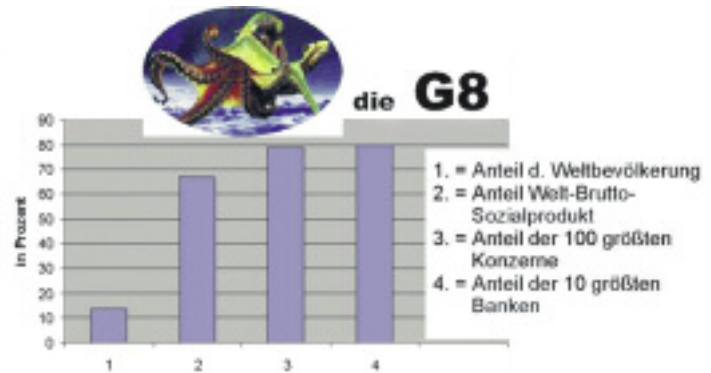 die G8
90
80
70
60
50
40
30
20
10
0
in Prozent
1 2 3 4
1. = Anteil d. Weltbevölkerung
2. = Anteil Welt-Brutto-
Sozialprodukt
3. = Anteil der 100 größten
Konzerne
4. = Anteil der 10 größten
Banken